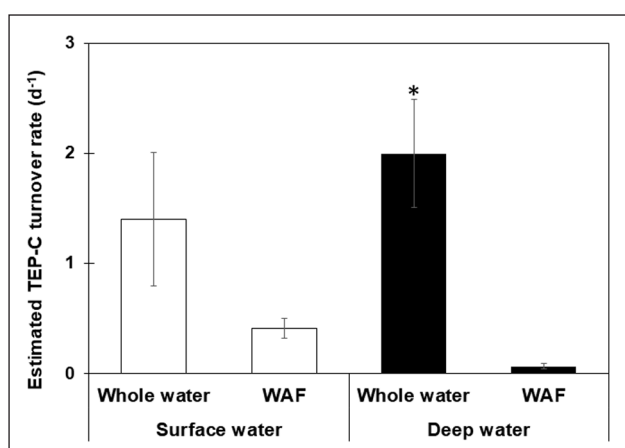 Estimated TEP-C turnover rate (d⁻¹)
3
*
2
1
0
Whole water WAF Whole water WAF
Surface water Deep water